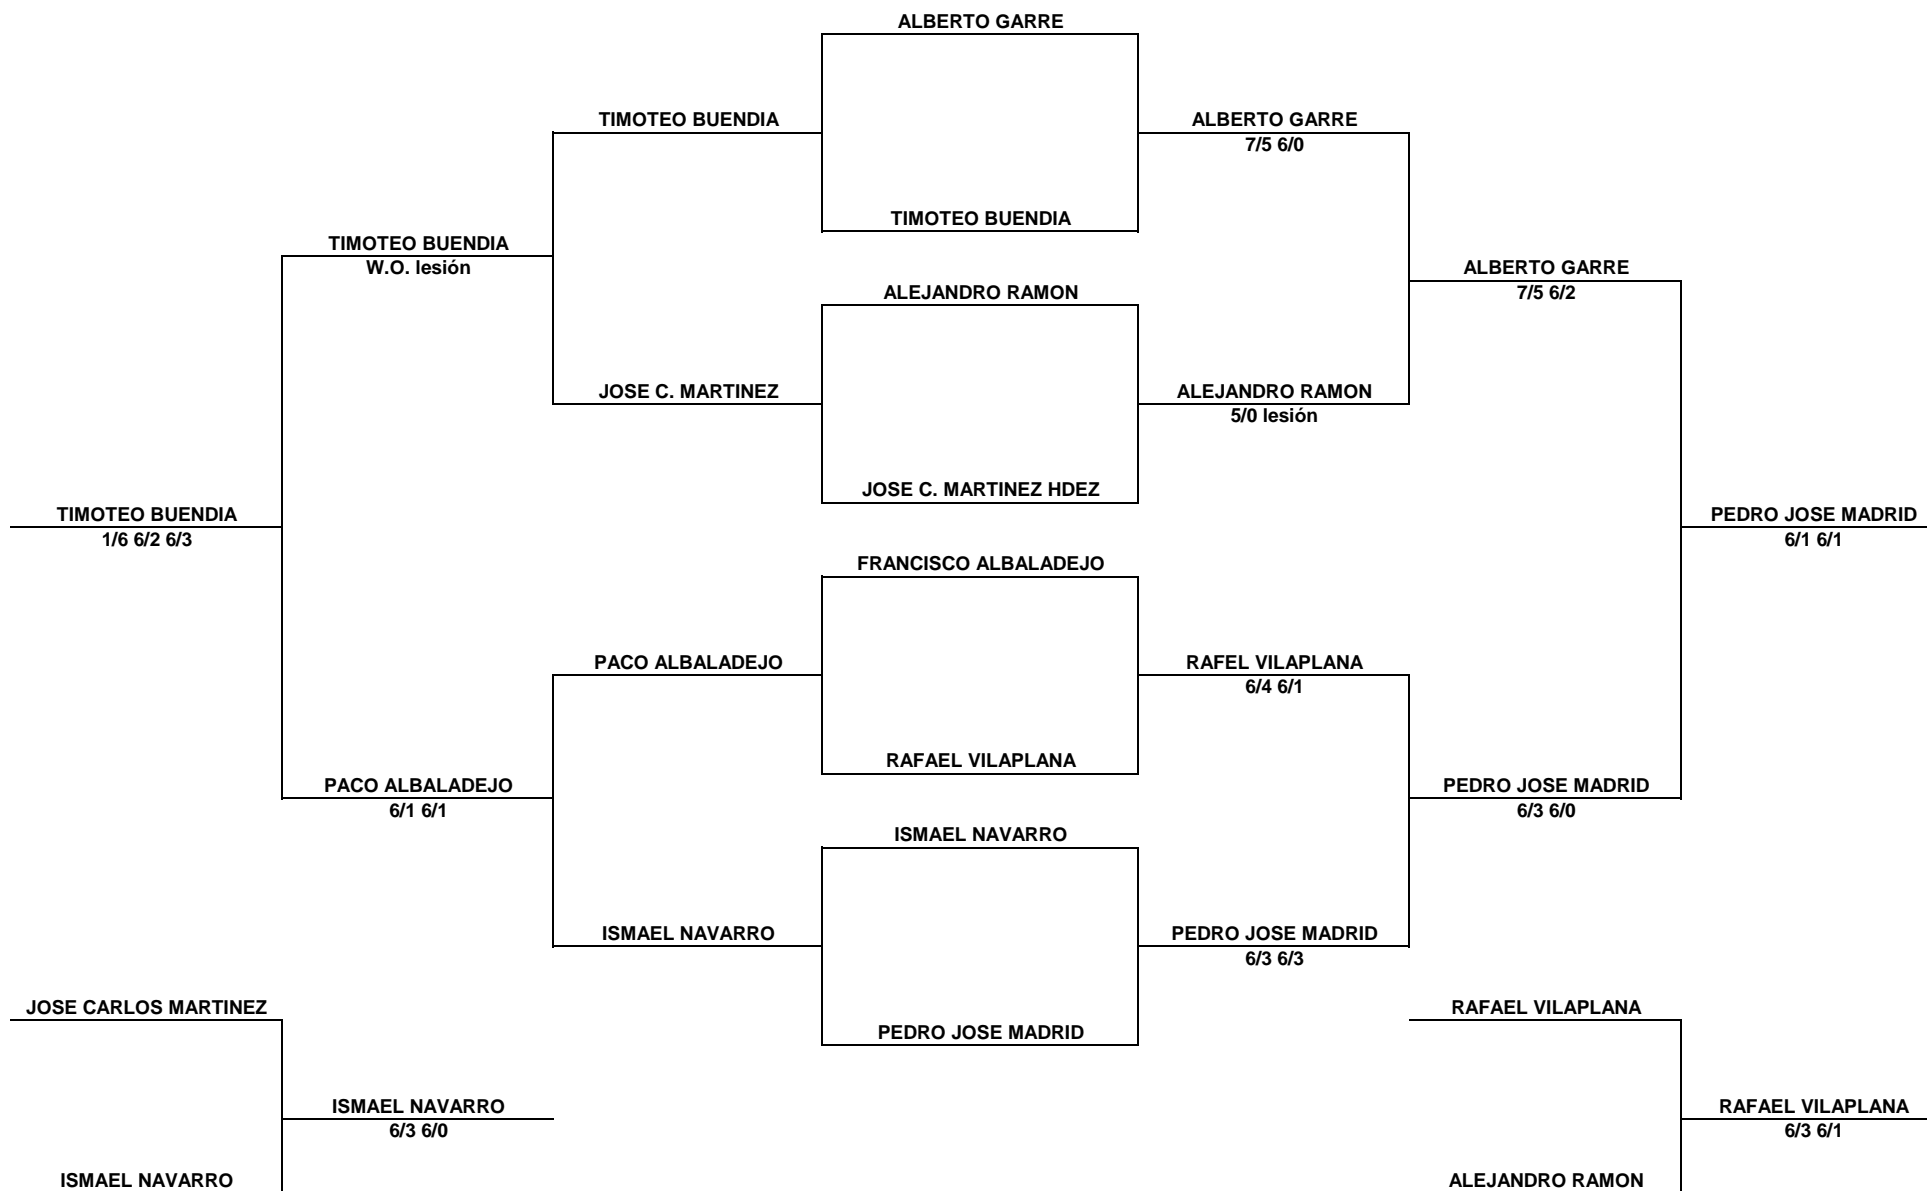 ALBERTO GARRE
TIMOTEO BUENDIA
ALBERTO GARRE
7/5 6/0
TIMOTEO BUENDIA
TIMOTEO BUENDIA
W.O. lesión
ALBERTO GARRE
7/5 6/2
ALEJANDRO RAMON
JOSE C. MARTINEZ
ALEJANDRO RAMON
5/0 lesión
JOSE C. MARTINEZ HDEZ
TIMOTEO BUENDIA
1/6 6/2 6/3
PEDRO JOSE MADRID
6/1 6/1
FRANCISCO ALBALADEJO
PACO ALBALADEJO
RAFEL VILAPLANA
6/4 6/1
RAFAEL VILAPLANA
PACO ALBALADEJO
6/1 6/1
PEDRO JOSE MADRID
6/3 6/0
ISMAEL NAVARRO
ISMAEL NAVARRO
PEDRO JOSE MADRID
6/3 6/3
JOSE CARLOS MARTINEZ
RAFAEL VILAPLANA
PEDRO JOSE MADRID
ISMAEL NAVARRO
6/3 6/0
RAFAEL VILAPLANA
6/3 6/1
ISMAEL NAVARRO
ALEJANDRO RAMON